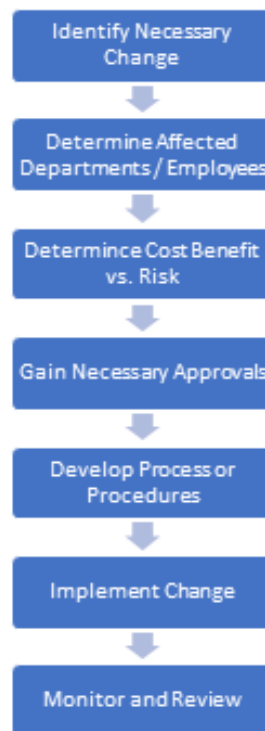 Identify Necessary
Change
Determine Affected
Departments / Employees
Determince Cost Benefit
vs. Risk
Gain Necessary Approvals
Develop Process or
Procedures
Implement Change
Monitor and Review